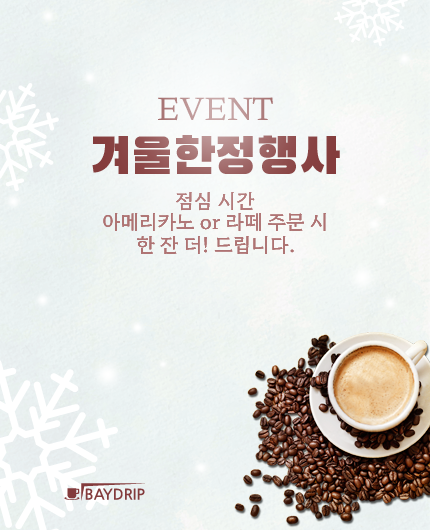 EVENT
겨울한정행사
점심 시간
아메리카노 or 라떼 주문 시
한 잔 더! 드립니다.
BAYDRIP